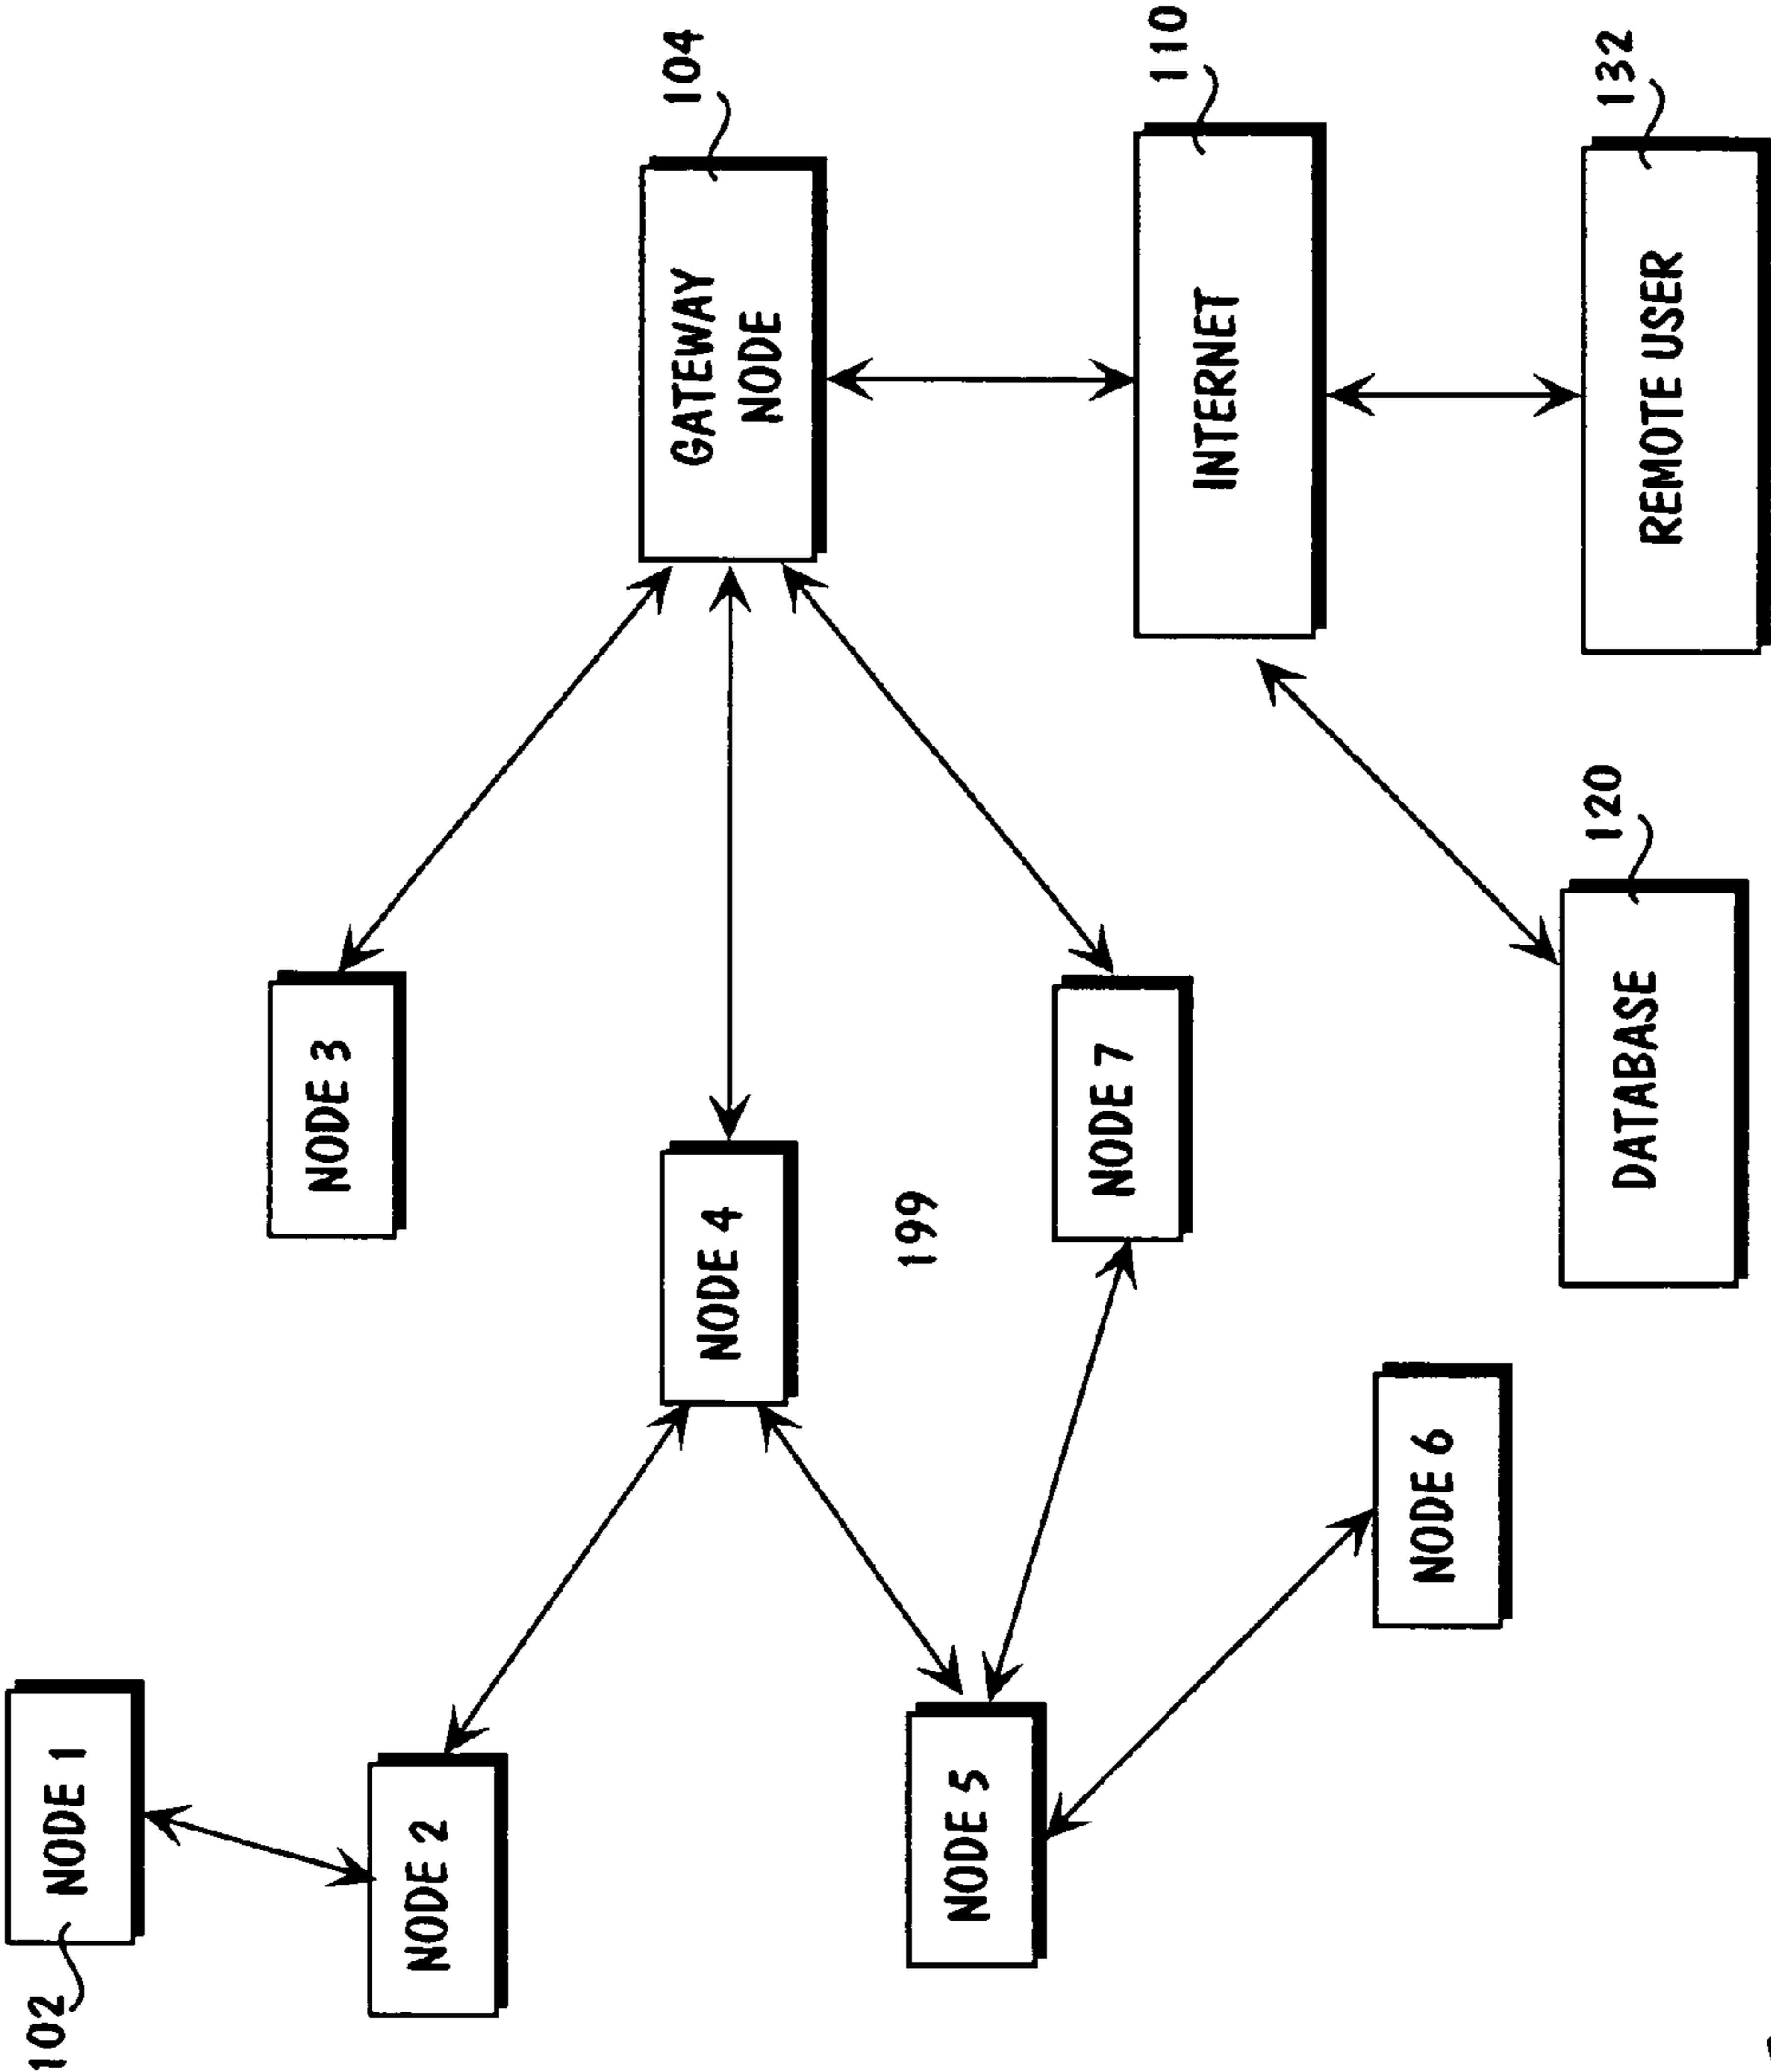 102
NODE 1
NODE 2
NODE 3
104
GATEWAY
NODE
NODE 4
199
NODE 5
NODE 7
110
INTERNET
NODE 6
120
DATABASE
132
REMOTE USER